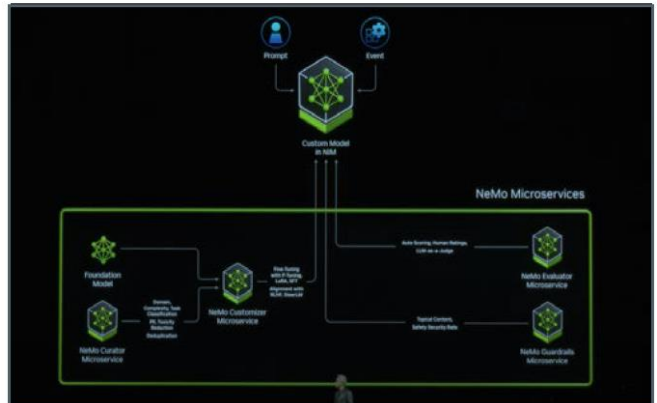 Prompt
Event
Custom Model
in NIM
NeMo Microservices
Foundation
Model
NeMo Curator
Microservice
Domain,
Complexity, Task
Classification
PII, Toxicity
Detection
Deduplication
NeMo Customizer
Microservice
Fine Tuning
with P-Tuning,
LoRA, SFT
Alignment with
RLHF, SteerLM
Auto Scoring, Human Ratings,
LLM-as-a-Judge
NeMo Evaluator
Microservice
Topical Content,
Safety Security Rails
NeMo Guardrails
Microservice